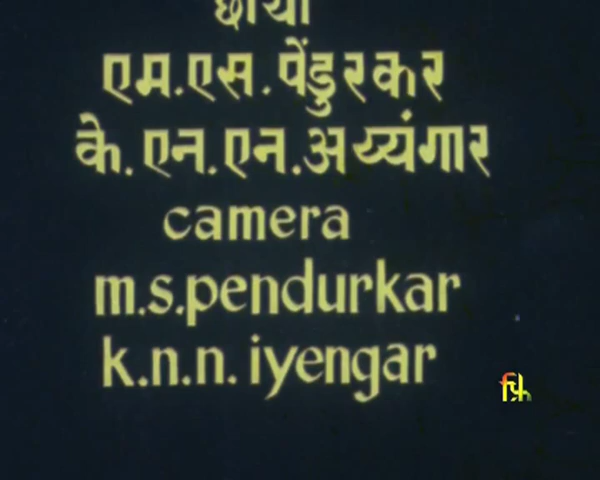 छाया
एम.एस.पेंडुरकर
के.एन.एन.अय्यंगार
camera
m.s.pendurkar
k.n.n. iyengar